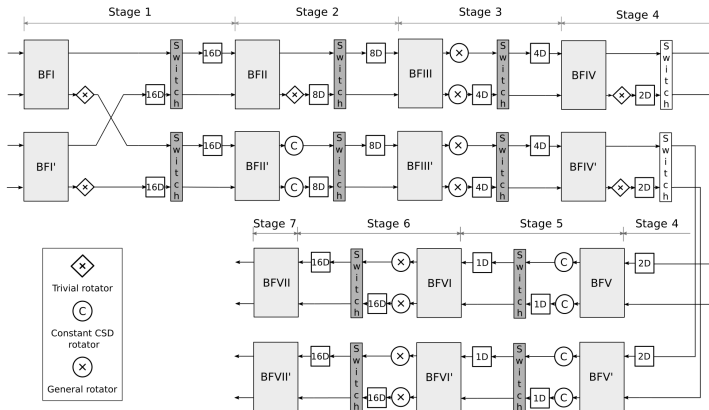 Stage 1 Stage 2 Stage 3 Stage 4
BFI Switch 16D BFII Switch 8D BFIII × Switch 4D BFIV Switch
× 16D × 8D × 4D × 2D
BFI' Switch 16D BFII' C Switch 8D BFIII' × Switch 4D BFIV' Switch
× 16D C 8D × 4D × 2D
Stage 7 Stage 6 Stage 5 Stage 4
BFVII 16D Switch × BFVI 1D Switch C BFV 2D
16D × 1D C
BFVII' 16D Switch × BFVI' 1D Switch C BFV' 2D
16D × 1D C
×
Trivial rotator
C
Constant CSD
rotator
×
General rotator